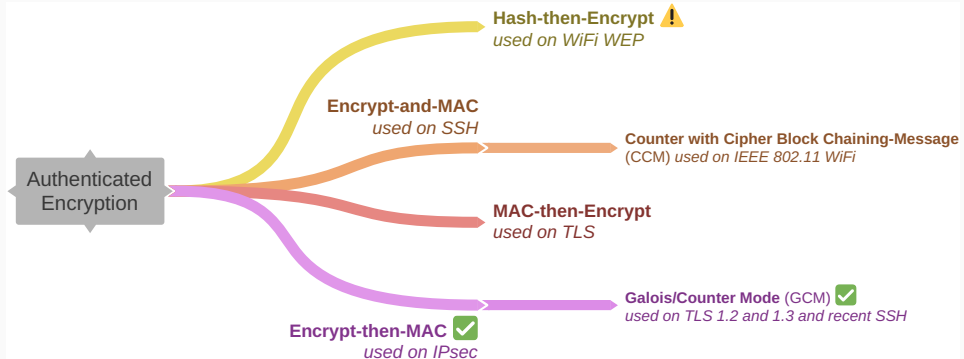 Hash-then-Encrypt ⚠️
used on WiFi WEP
Encrypt-and-MAC
used on SSH
Counter with Cipher Block Chaining-Message
(CCM) used on IEEE 802.11 WiFi
Authenticated
Encryption
MAC-then-Encrypt
used on TLS
Galois/Counter Mode (GCM) ✅
used on TLS 1.2 and 1.3 and recent SSH
Encrypt-then-MAC ✅
used on IPsec